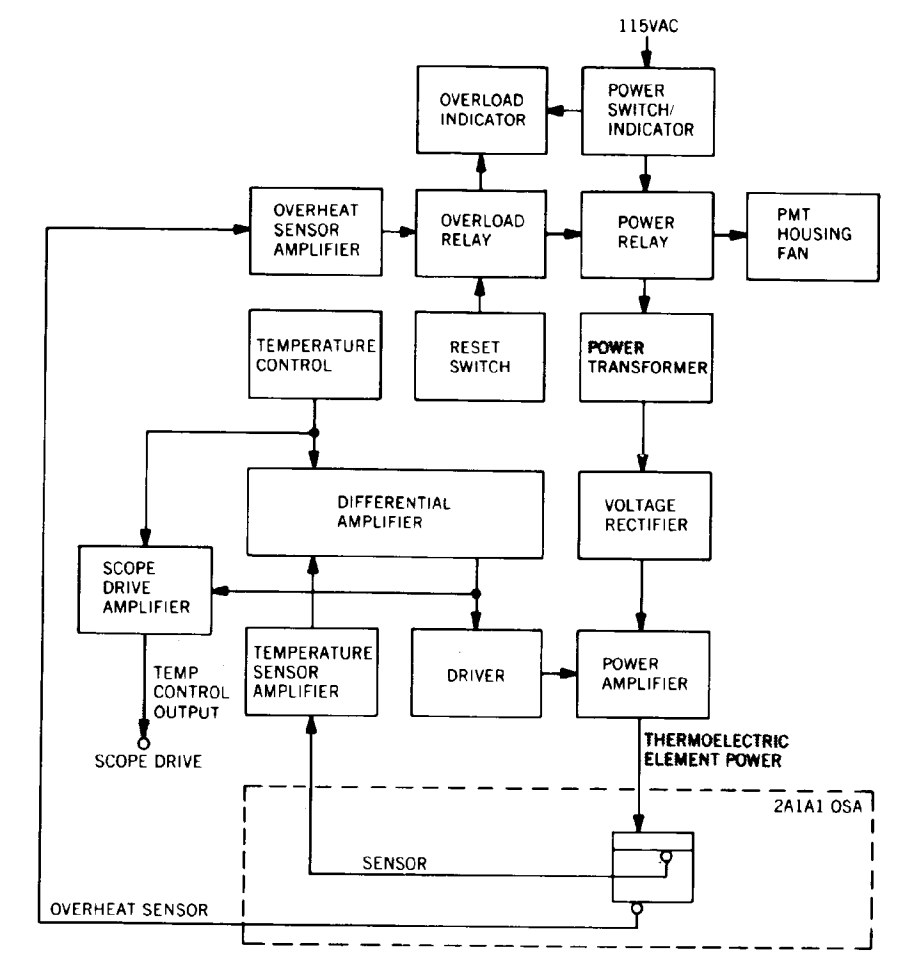 115VAC
OVERLOAD
INDICATOR
POWER
SWITCH/
INDICATOR
OVERHEAT
SENSOR
AMPLIFIER
OVERLOAD
RELAY
POWER
RELAY
PMT
HOUSING
FAN
TEMPERATURE
CONTROL
RESET
SWITCH
POWER
TRANSFORMER
DIFFERENTIAL
AMPLIFIER
VOLTAGE
RECTIFIER
SCOPE
DRIVE
AMPLIFIER
TEMPERATURE
SENSOR
AMPLIFIER
DRIVER
POWER
AMPLIFIER
TEMP
CONTROL
OUTPUT
SCOPE DRIVE
THERMOELECTRIC
ELEMENT POWER
2A1A1 OSA
SENSOR
OVERHEAT SENSOR